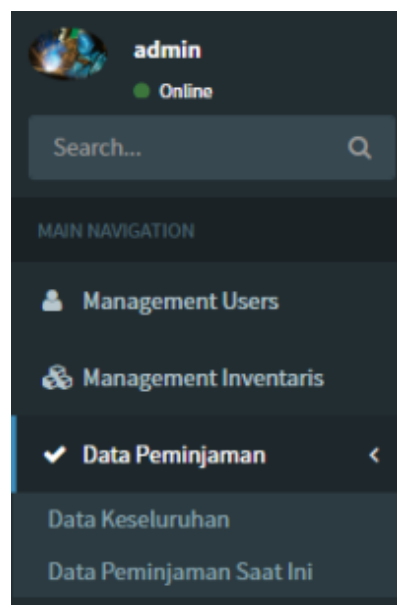 admin
Online
Search...
MAIN NAVIGATION
Management Users
Management Inventaris
Data Peminjaman
Data Keseluruhan
Data Peminjaman Saat Ini